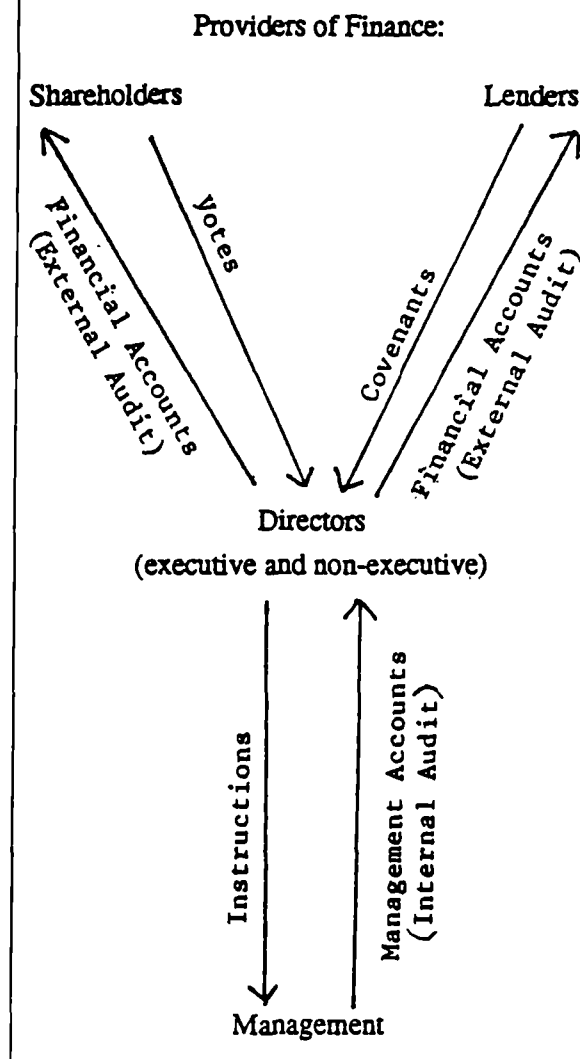 Providers of Finance:
Shareholders
Lenders
Financial Accounts
(External Audit)
Votes
Covenants
Financial Accounts
(External Audit)
Directors
(executive and non-executive)
Instructions
Management Accounts
(Internal Audit)
Management